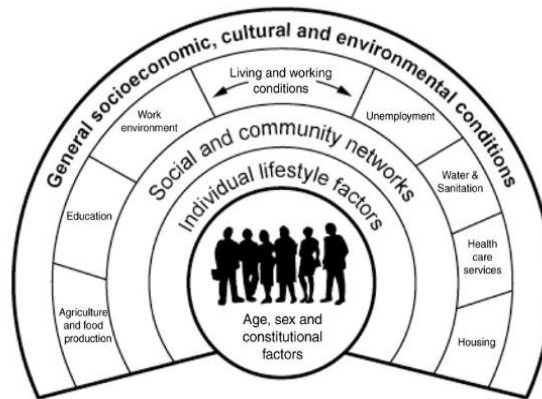 General socioeconomic, cultural and environmental conditions
Living and working
conditions
Work
environment
Unemployment
Education
Water &
Sanitation
Agriculture
and food
production
Health
care
services
Housing
Social and community networks
Individual lifestyle factors
Age, sex and
constitutional
factors